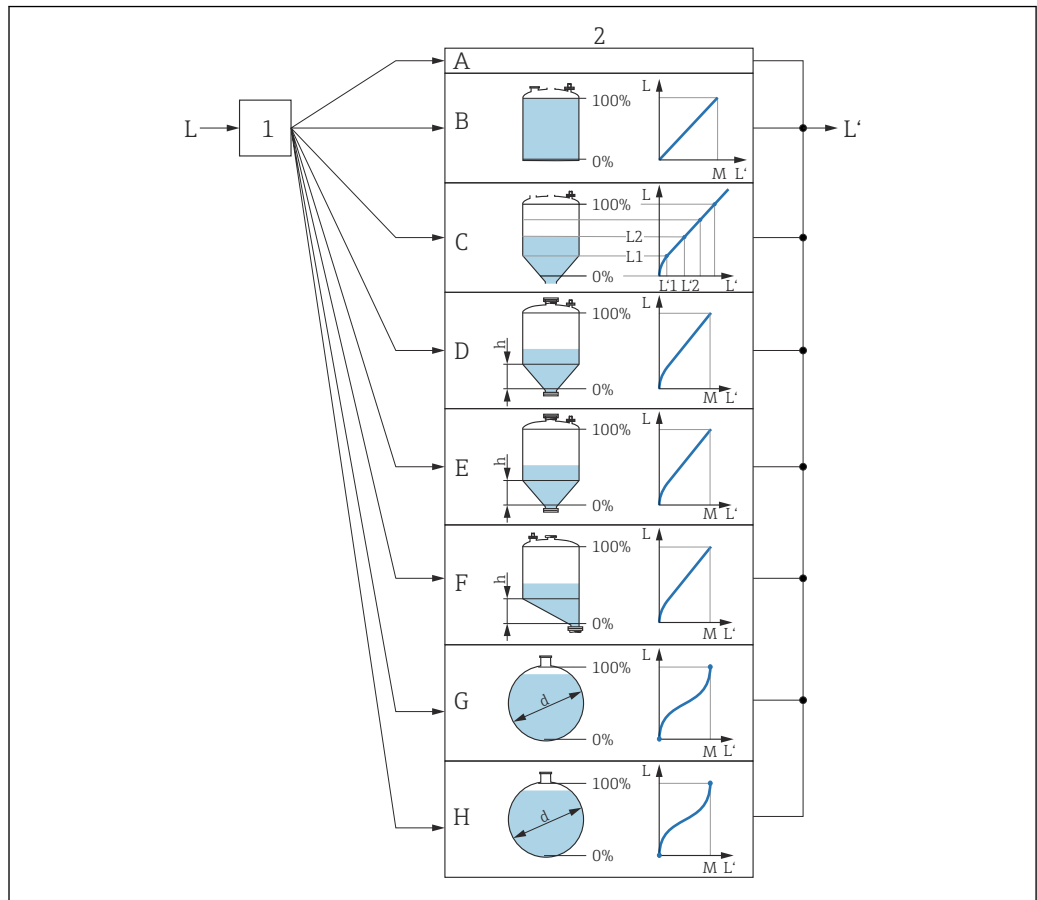 2
A
L 1 L‘
B 100% 0% L M L‘
C 100% L2 L1 0% L L‘1 L‘2 L‘
D h 100% 0% L M L‘
E h 100% 0% L M L‘
F h 100% 0% L M L‘
G d 100% 0% L M L‘
H d 100% 0% L M L‘